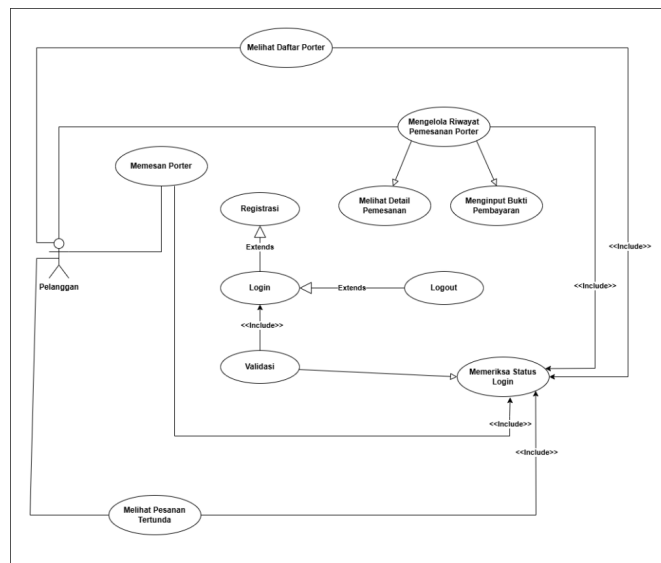 Melihat Daftar Porter
Mengelola Riwayat
Pemesanan Porter
Memesan Porter
Melihat Detail
Pemesanan
Menginput Bukti
Pembayaran
Registrasi
Extends
<<Include>>
Pelanggan
Login
Extends
Logout
<<Include>>
<<Include>>
Validasi
Memeriksa Status
Login
<<Include>>
<<Include>>
Melihat Pesanan
Tertunda